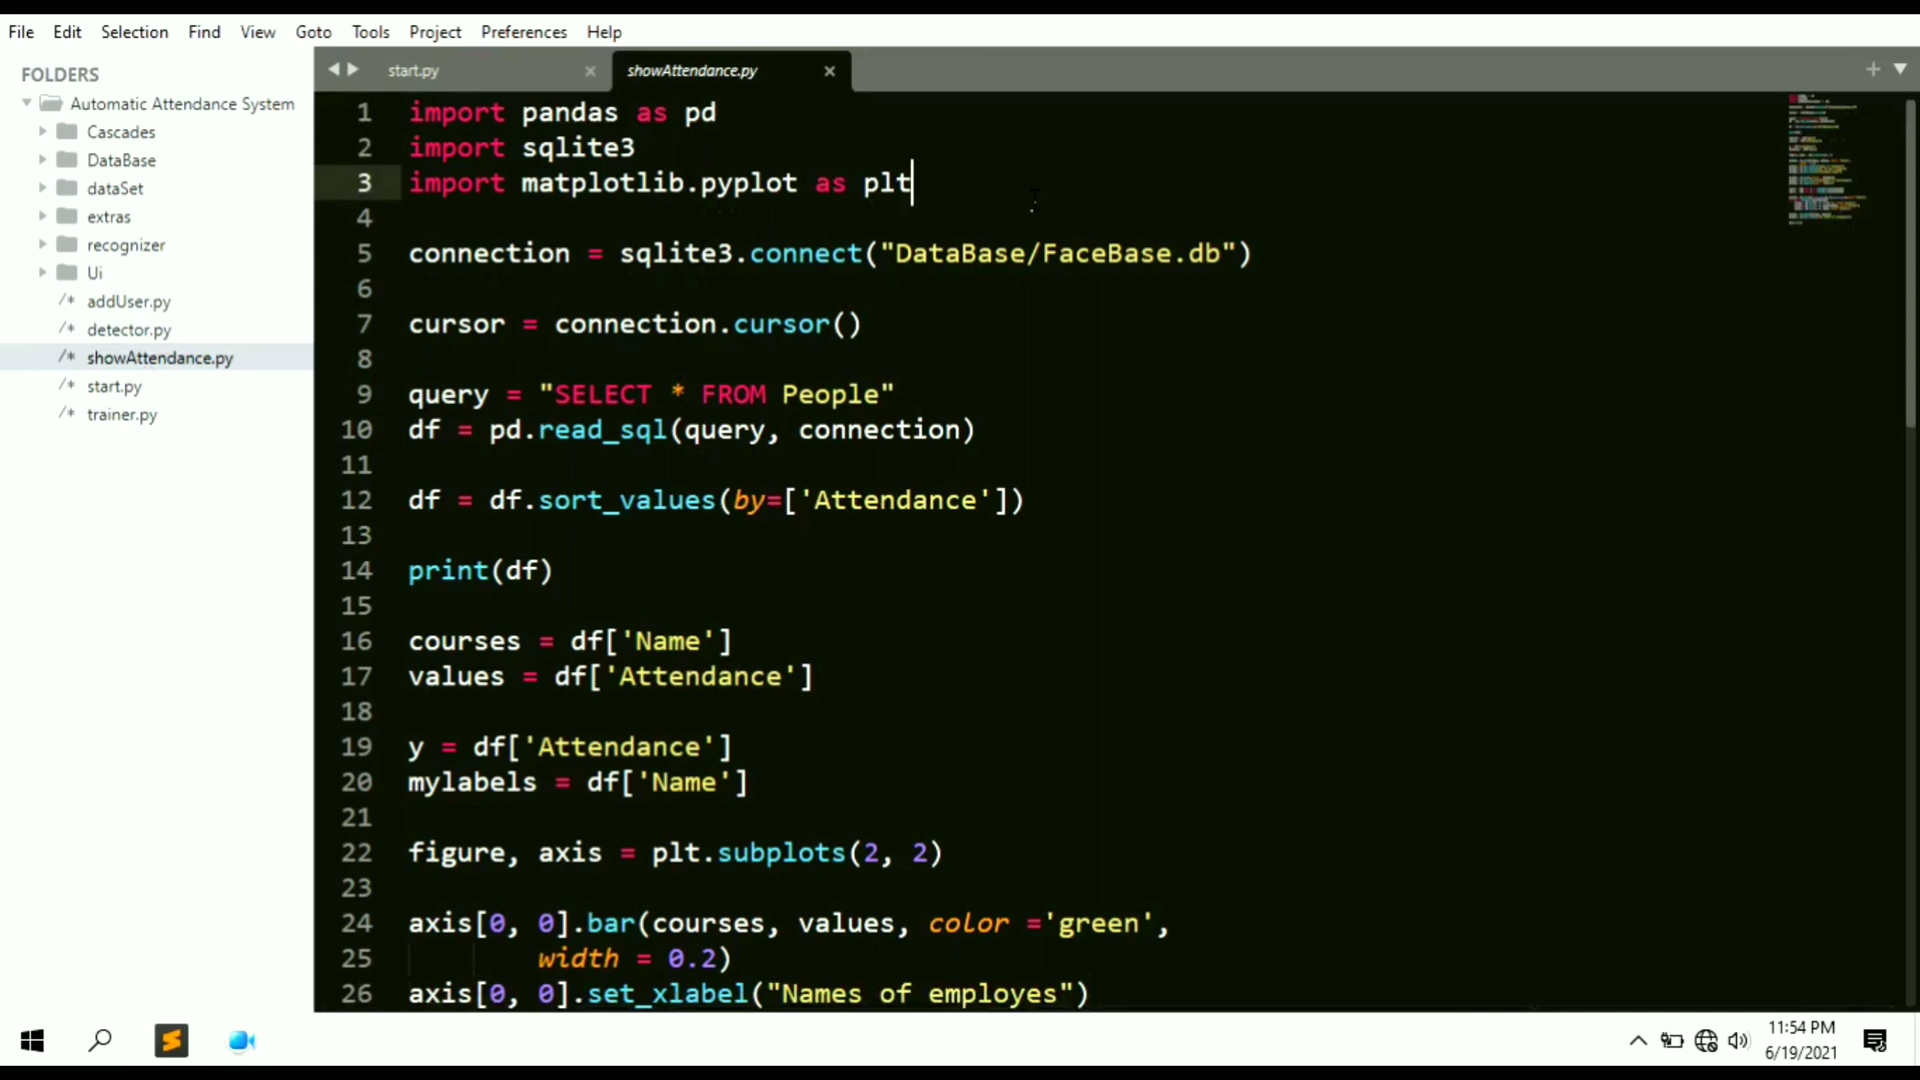 File Edit Selection Find View Goto Tools Project Preferences Help
FOLDERS
Automatic Attendance System
Cascades
DataBase
dataSet
extras
recognizer
Ui
/* addUser.py
/* detector.py
/* showAttendance.py
/* start.py
/* trainer.py
start.py × showAttendance.py ×
1 import pandas as pd
2 import sqlite3
3 import matplotlib.pyplot as plt
4
5 connection = sqlite3.connect("DataBase/FaceBase.db")
6
7 cursor = connection.cursor()
8
9 query = "SELECT * FROM People"
10 df = pd.read_sql(query, connection)
11
12 df = df.sort_values(by=['Attendance'])
13
14 print(df)
15
16 courses = df['Name']
17 values = df['Attendance']
18
19 y = df['Attendance']
20 mylabels = df['Name']
21
22 figure, axis = plt.subplots(2, 2)
23
24 axis[0, 0].bar(courses, values, color ='green',
25 width = 0.2)
26 axis[0, 0].set_xlabel("Names of employes")
11:54 PM
6/19/2021